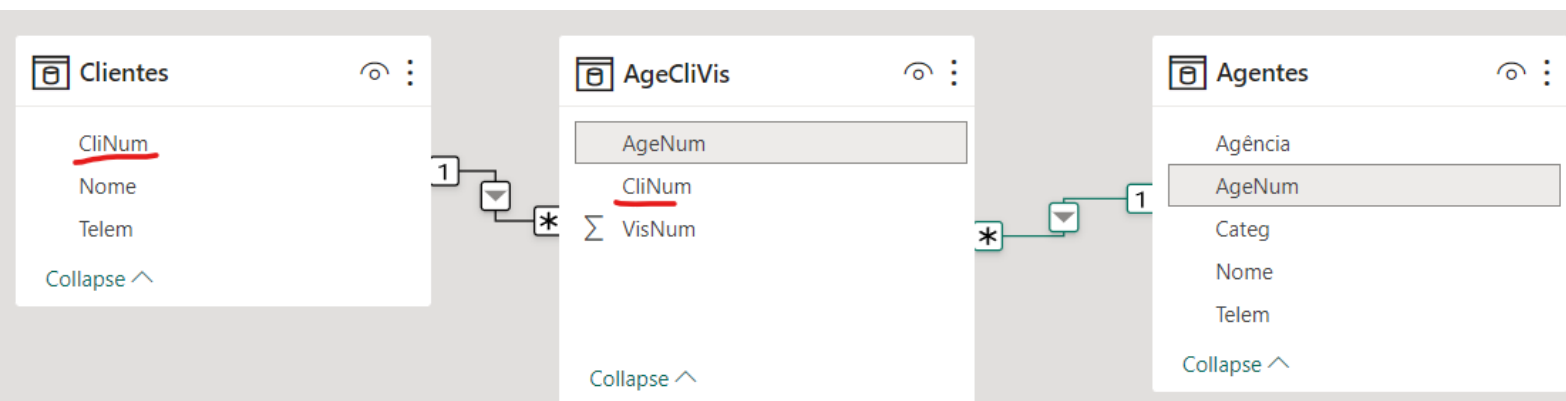 Clientes
CliNum
Nome
Telem
Collapse
1
*
AgeCliVis
AgeNum
CliNum
∑ VisNum
Collapse
*
1
Agentes
Agência
AgeNum
Categ
Nome
Telem
Collapse